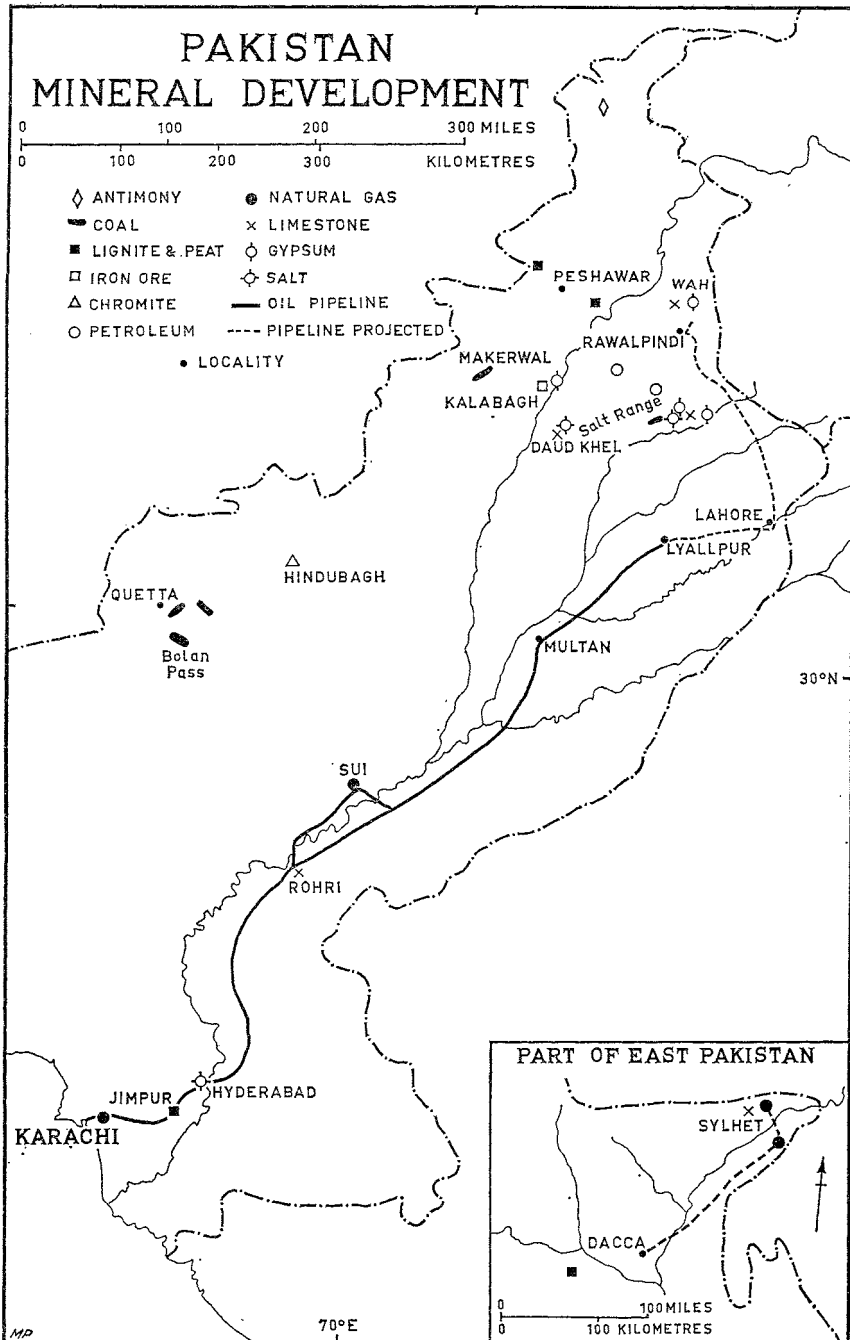 PAKISTAN
MINERAL DEVELOPMENT
0 100 200 300 MILES
0 100 200 300 KILOMETRES
ANTIMONY
COAL
LIGNITE & PEAT
IRON ORE
CHROMITE
PETROLEUM
NATURAL GAS
LIMESTONE
GYPSUM
SALT
OIL PIPELINE
PIPELINE PROJECTED
LOCALITY
PESHAWAR
WAH
RAWALPINDI
MAKERWAL
KALABAGH
Salt Range
DAUD KHEL
LAHORE
LYALLPUR
HINDUBAGH
QUETTA
Bolan
Pass
MULTAN
30°N
SUI
ROHRI
JIMPUR
HYDERABAD
KARACHI
PART OF EAST PAKISTAN
SYLHET
DACCA
0 100 MILES
0 100 KILOMETRES
70°E
MP